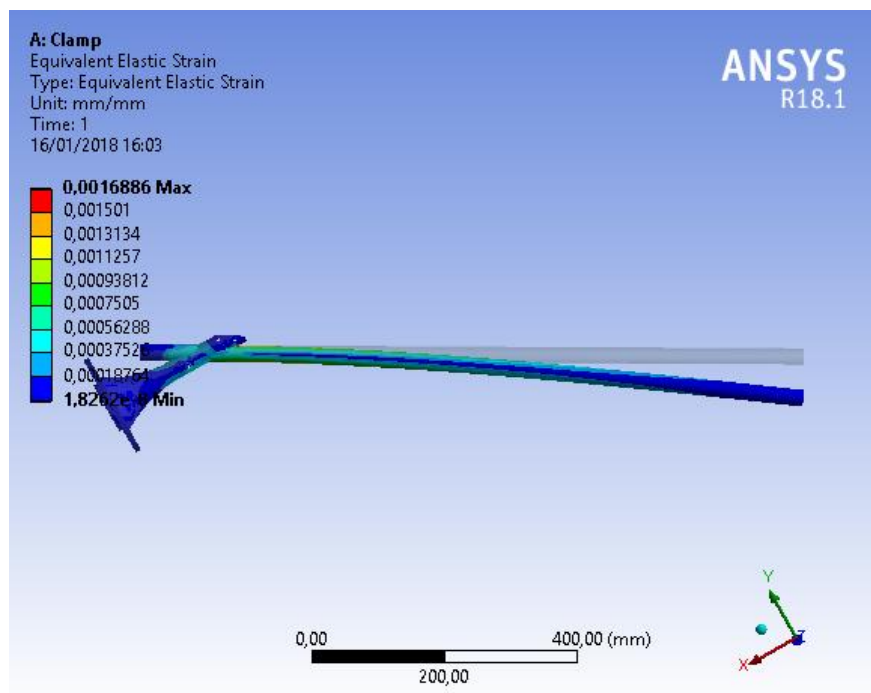 A: Clamp
Equivalent Elastic Strain
Type: Equivalent Elastic Strain
Unit: mm/mm
Time: 1
16/01/2018 16:03
ANSYS
R18.1
0,0016886 Max
0,001501
0,0013134
0,0011257
0,00093812
0,0007505
0,00056288
0,00018764
Min
0,00
400,00 (mm)
200,00
Y
X
Z